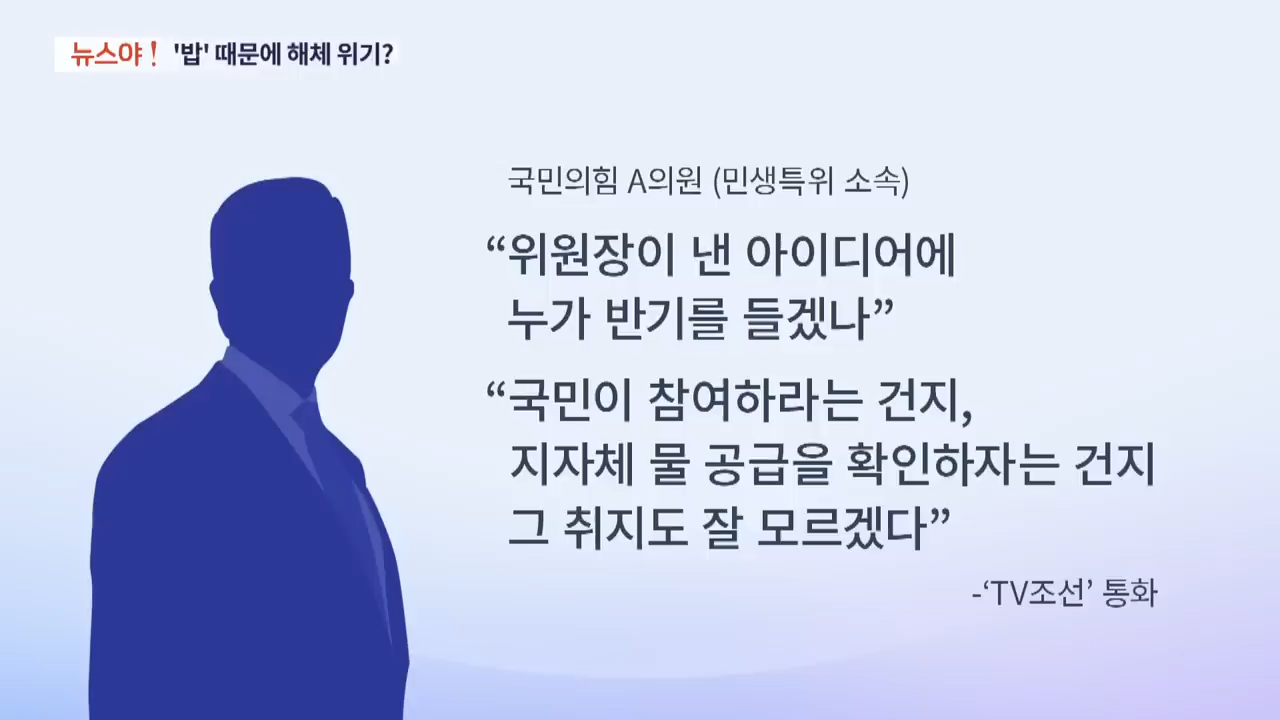 뉴스야! '밥' 때문에 해체 위기?
국민의힘 A의원 (민생특위 소속)
“위원장이 낸 아이디어에
누가 반기를 들겠나”
“국민이 참여하라는 건지,
지자체 물 공급을 확인하자는 건지
그 취지도 잘 모르겠다”
-‘TV조선’ 통화